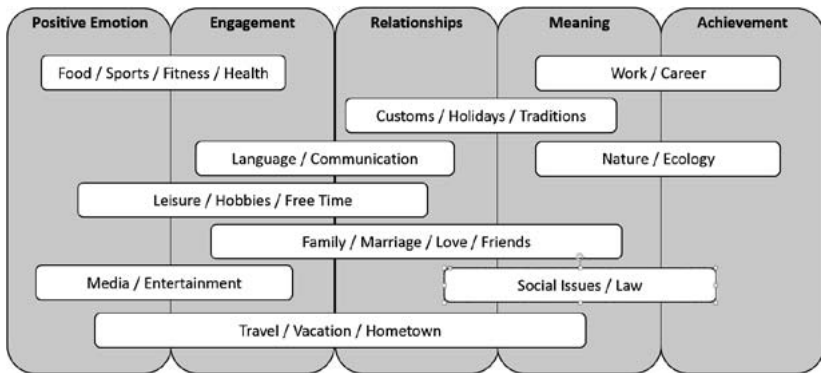 Positive Emotion Engagement Relationships Meaning Achievement
Food / Sports / Fitness / Health Work / Career
Customs / Holidays / Traditions
Language / Communication Nature / Ecology
Leisure / Hobbies / Free Time
Family / Marriage / Love / Friends
Media / Entertainment Social Issues / Law
Travel / Vacation / Hometown